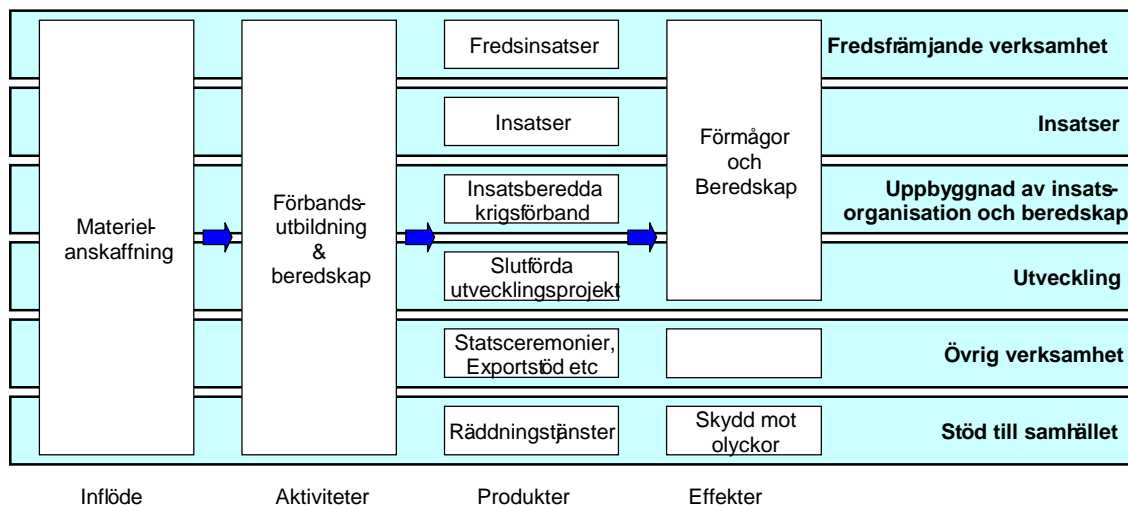 Fredsinsatser
Fredsfrämjande verksamhet
Insatser
Insatser
Förmågor
och
Beredskap
Insatsberedda
krigsförband
Uppbyggnad av insats-
organisation och beredskap
Materiel-
anskaffning
Förbands-
utbildning
&
beredskap
Slutförda
utvecklingsprojekt
Utveckling
Statsceremonier,
Exportstöd etc
Övrig verksamhet
Räddningstjänster
Skydd mot
olyckor
Stöd till samhället
Inflöde
Aktiviteter
Produkter
Effekter